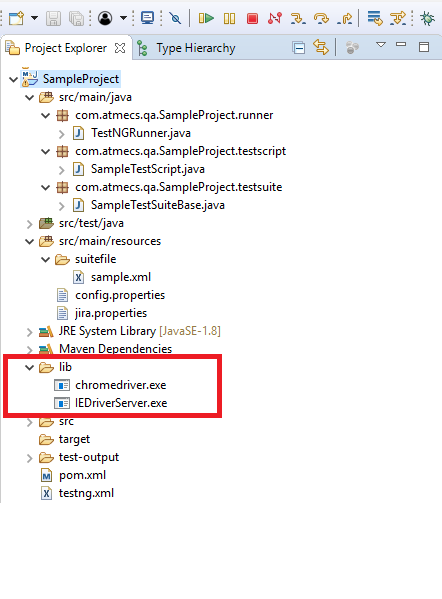 Project Explorer
Type Hierarchy
SampleProject
src/main/java
com.atmecs.qa.SampleProject.runner
TestNGRunner.java
com.atmecs.qa.SampleProject.testscript
SampleTestScript.java
com.atmecs.qa.SampleProject.testsuite
SampleTestSuiteBase.java
src/test/java
src/main/resources
suitefile
sample.xml
config.properties
jira.properties
JRE System Library [JavaSE-1.8]
Maven Dependencies
lib
chromedriver.exe
IEDriverServer.exe
src
target
test-output
pom.xml
testng.xml